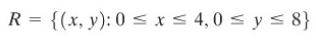 R = {(x, y): 0 ≤ x ≤ 4, 0 ≤ y ≤ 8}